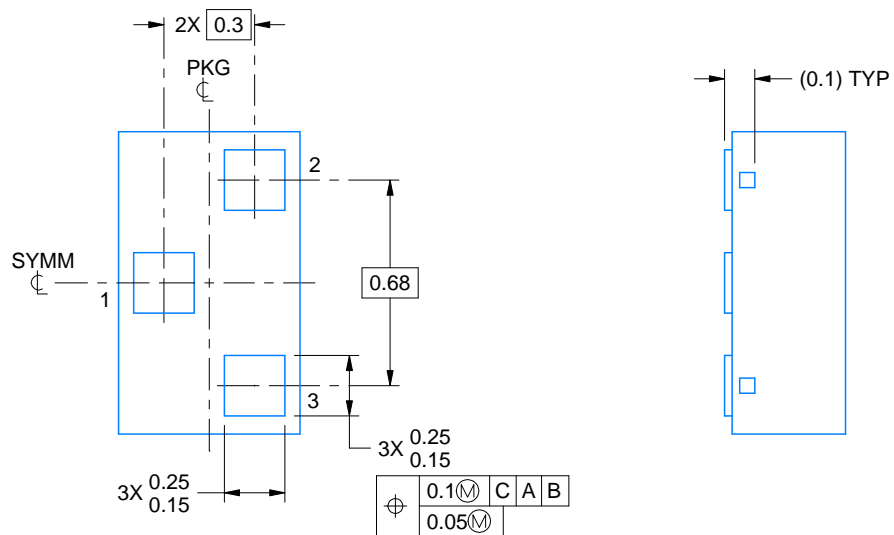 2X 0.3
PKG
℄
(0.1) TYP
2
SYMM
℄
1
0.68
3
3X 0.25
0.15
3X 0.25
0.15
⌖ 0.1Ⓜ C A B
0.05Ⓜ